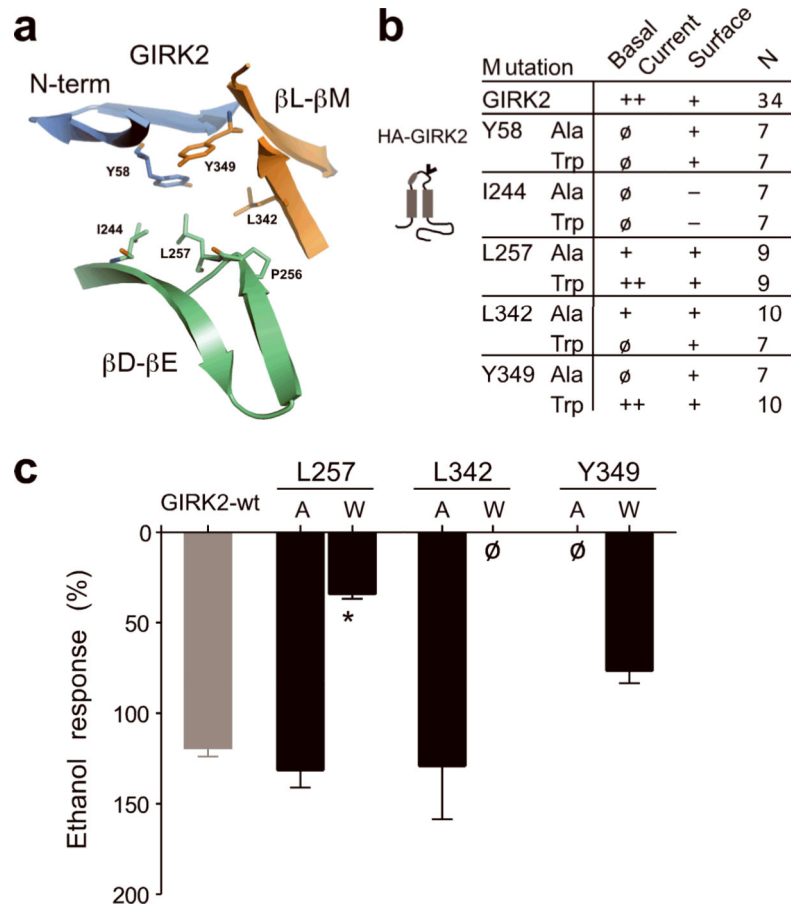 a
GIRK2
N-term
βL-βM
Y58
Y349
L342
I244
L257
P256
βD-βE
b
HA-GIRK2
Mutation Basal Current Surface N
GIRK2 ++ + 34
Y58 Ala ø + 7
Trp ø + 7
I244 Ala ø – 7
Trp ø – 7
L257 Ala + + 9
Trp ++ + 9
L342 Ala + + 10
Trp ø + 7
Y349 Ala ø + 7
Trp ++ + 10
c
L257 L342 Y349
GIRK2-wt A W A W A W
0
50
100
150
200
Ethanol response (%)
* ø ø